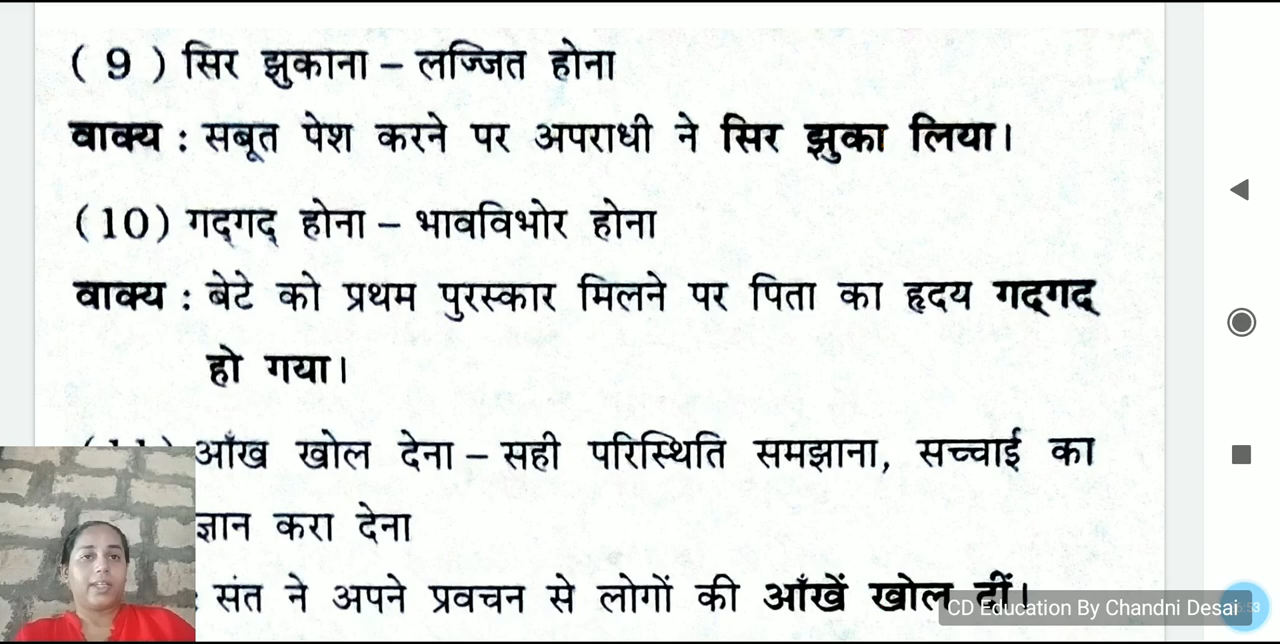 ( 9 ) सिर झुकाना – लज्जित होना
वाक्य : सबूत पेश करने पर अपराधी ने सिर झुका लिया।
(10) गद्‌गद् होना – भावविभोर होना
वाक्य : बेटे को प्रथम पुरस्कार मिलने पर पिता का हृदय गद्‌गद्
हो गया।
आँख खोल देना – सही परिस्थिति समझाना, सच्चाई का
ज्ञान करा देना
: संत ने अपने प्रवचन से लोगों की आँखें खोल दीं।
CD Education By Chandni Desai